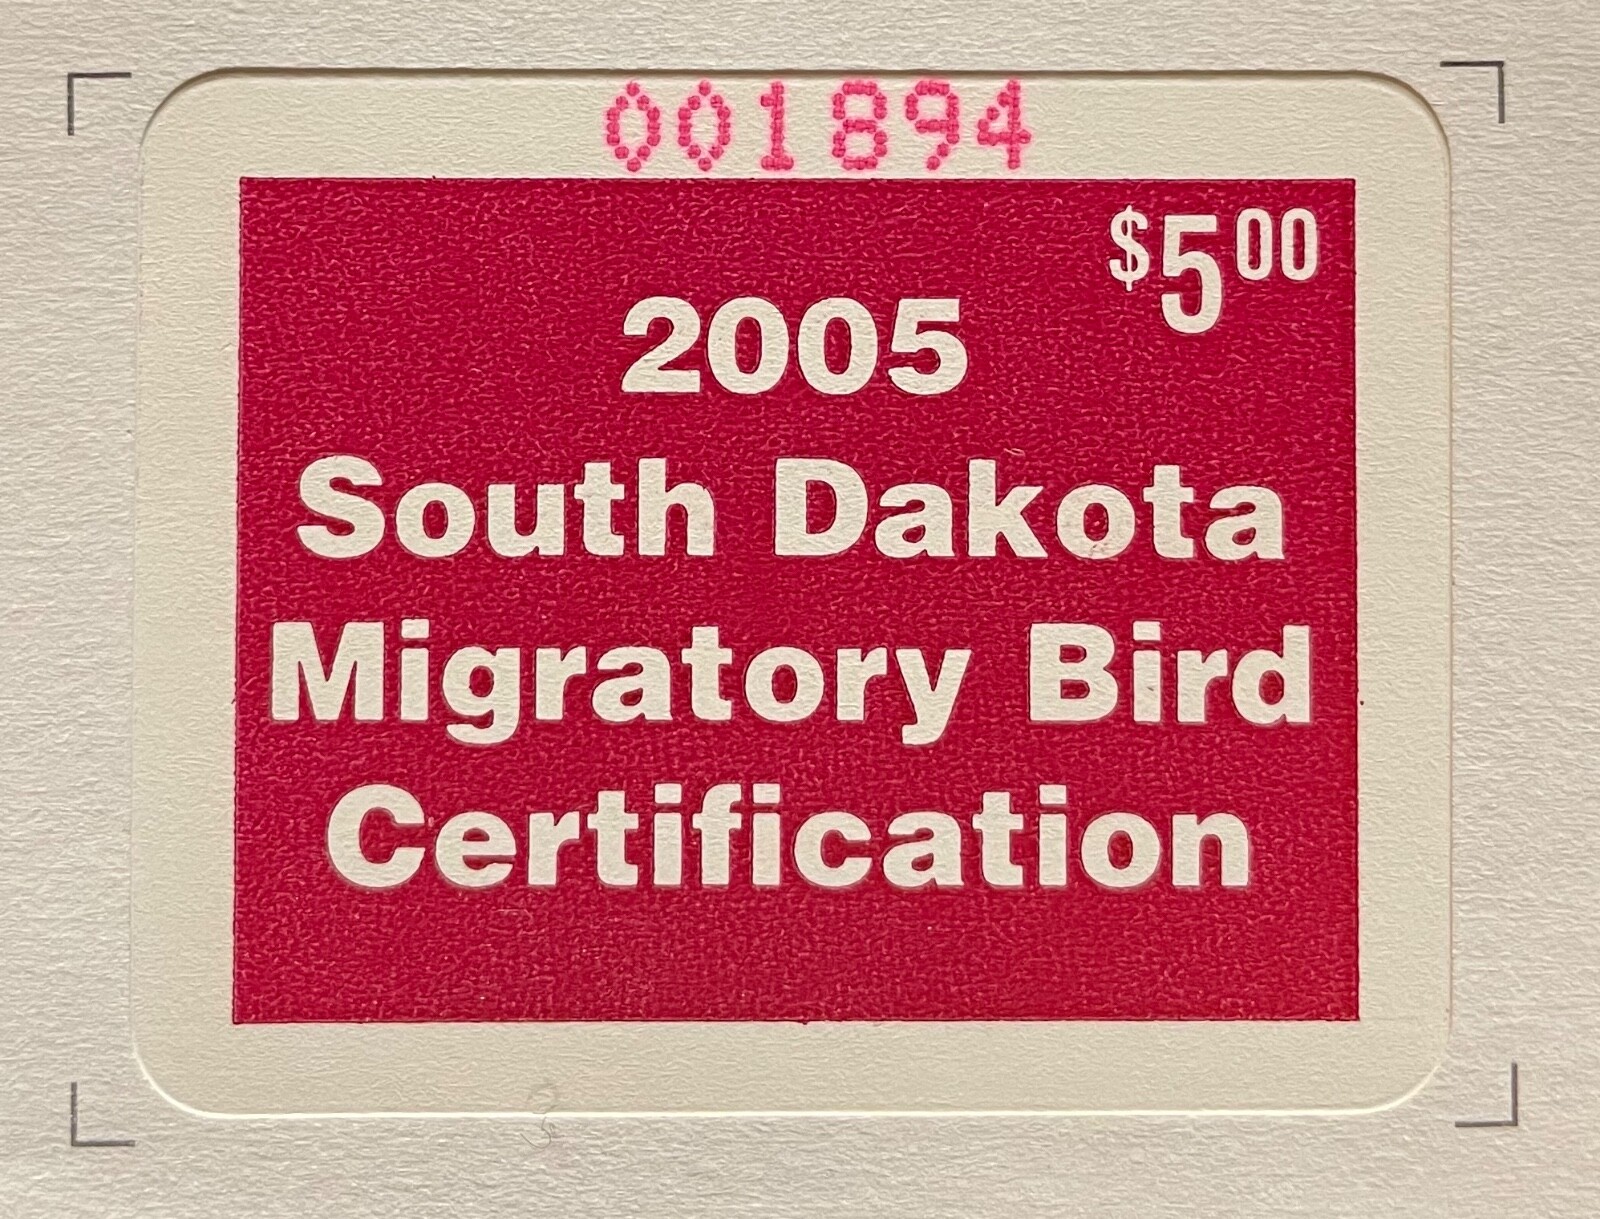 001894
$5.00
2005
South Dakota
Migratory Bird
Certification